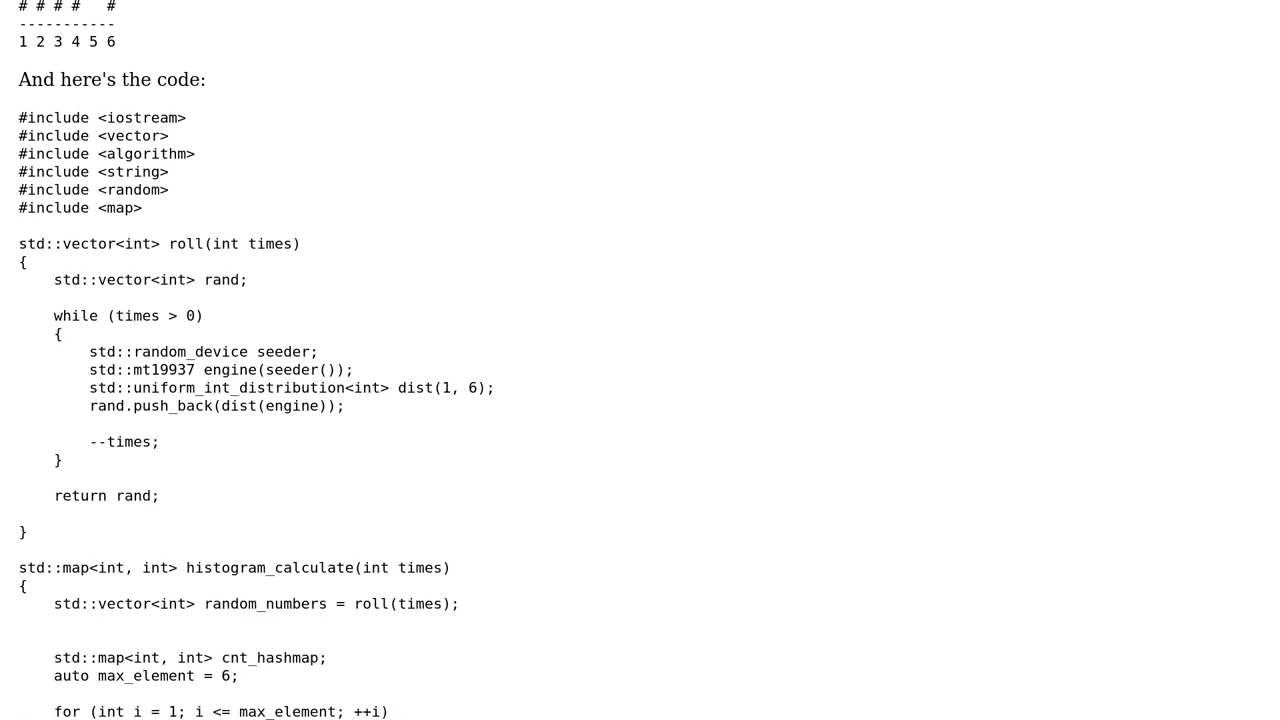 # # # #   #
-----------
1 2 3 4 5 6
And here's the code:
#include <iostream>
#include <vector>
#include <algorithm>
#include <string>
#include <random>
#include <map>
std::vector<int> roll(int times)
{
    std::vector<int> rand;
    while (times > 0)
    {
        std::random_device seeder;
        std::mt19937 engine(seeder());
        std::uniform_int_distribution<int> dist(1, 6);
        rand.push_back(dist(engine));
        --times;
    }
    return rand;
}
std::map<int, int> histogram_calculate(int times)
{
    std::vector<int> random_numbers = roll(times);
    std::map<int, int> cnt_hashmap;
    auto max_element = 6;
    for (int i = 1; i <= max_element; ++i)